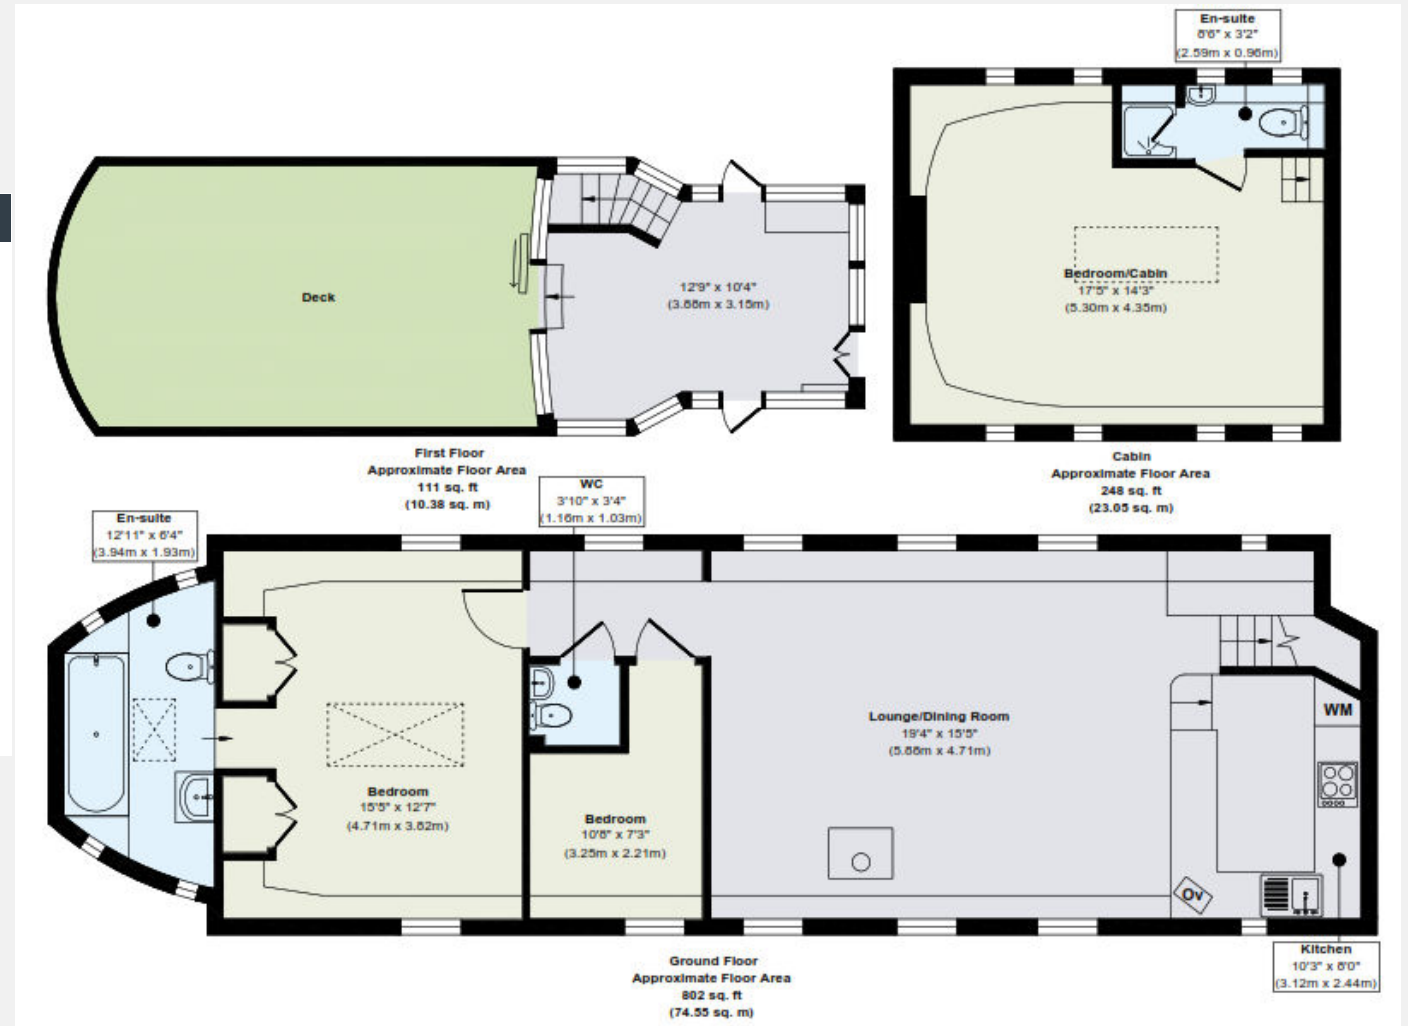 En-suite
8'6" x 3'2"
(2.59m x 0.96m)
Deck
12'9" x 10'4"
(3.88m x 3.15m)
Bedroom/Cabin
17'5" x 14'3"
(5.30m x 4.35m)
First Floor
Approximate Floor Area
111 sq. ft
(10.38 sq. m)
Cabin
Approximate Floor Area
248 sq. ft
(23.05 sq. m)
WC
3'10" x 3'4"
(1.16m x 1.03m)
En-suite
12'11" x 6'4"
(3.94m x 1.93m)
WM
Lounge/Dining Room
19'4" x 15'5"
(5.88m x 4.71m)
Bedroom
15'5" x 12'7"
(4.71m x 3.82m)
Bedroom
10'8" x 7'3"
(3.25m x 2.21m)
Ov
Kitchen
10'3" x 8'0"
(3.12m x 2.44m)
Ground Floor
Approximate Floor Area
802 sq. ft
(74.55 sq. m)